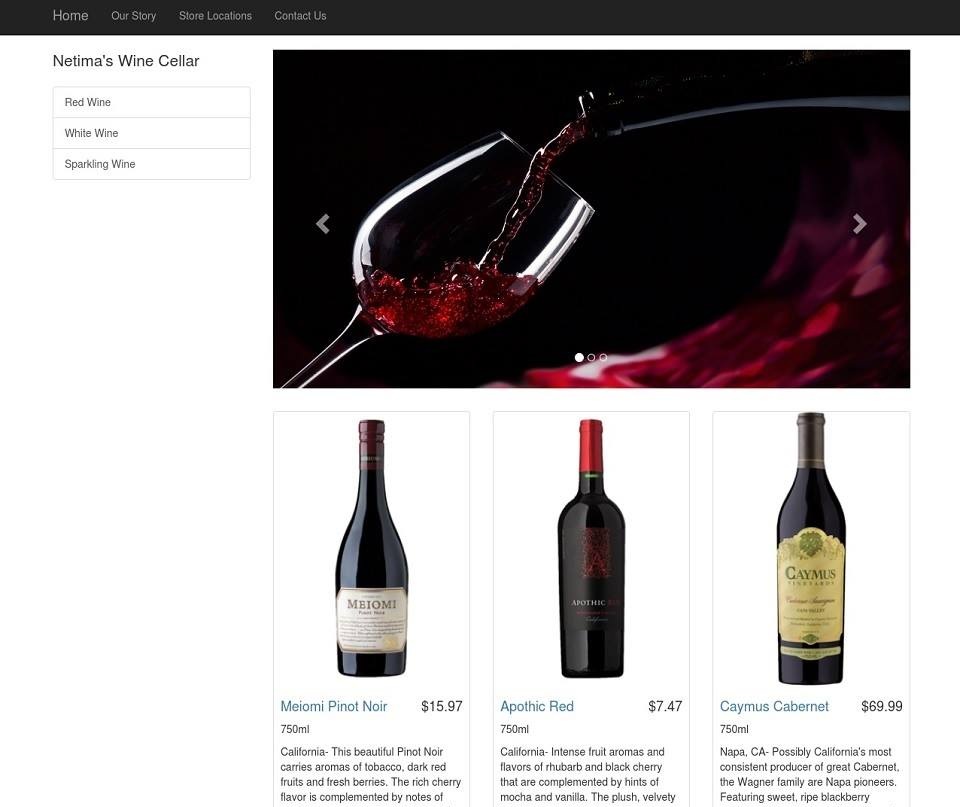 Home Our Story Store Locations Contact Us
Netima's Wine Cellar
Red Wine
White Wine
Sparkling Wine
MEIOMI
PINOT NOIR
APOTHIC RED
CAYMUS
VINEYARDS
Cabernet Sauvignon
NAPA VALLEY
Meiomi Pinot Noir $15.97
750ml
California- This beautiful Pinot Noir
carries aromas of tobacco, dark red
fruits and fresh berries. The rich cherry
flavor is complemented by notes of
Apothic Red $7.47
750ml
California- Intense fruit aromas and
flavors of rhubarb and black cherry
that are complemented by hints of
mocha and vanilla. The plush, velvety
Caymus Cabernet $69.99
750ml
Napa, CA- Possibly California's most
consistent producer of great Cabernet,
the Wagner family are Napa pioneers.
Featuring sweet, ripe blackberry